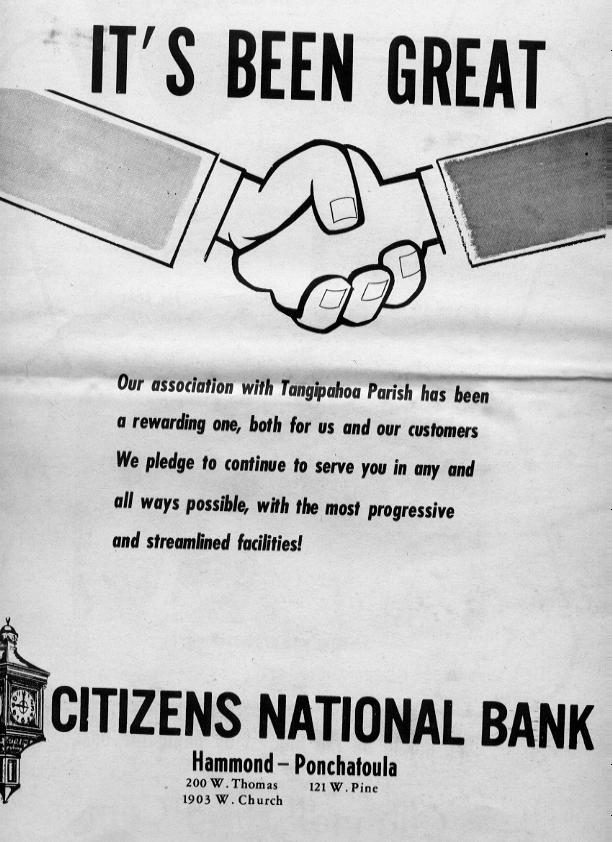 IT'S BEEN GREAT
Our association with Tangipahoa Parish has been
a rewarding one, both for us and our customers
We pledge to continue to serve you in any and
all ways possible, with the most progressive
and streamlined facilities!
CITIZENS NATIONAL BANK
Hammond – Ponchatoula
200 W. Thomas 121 W. Pine
1903 W. Church